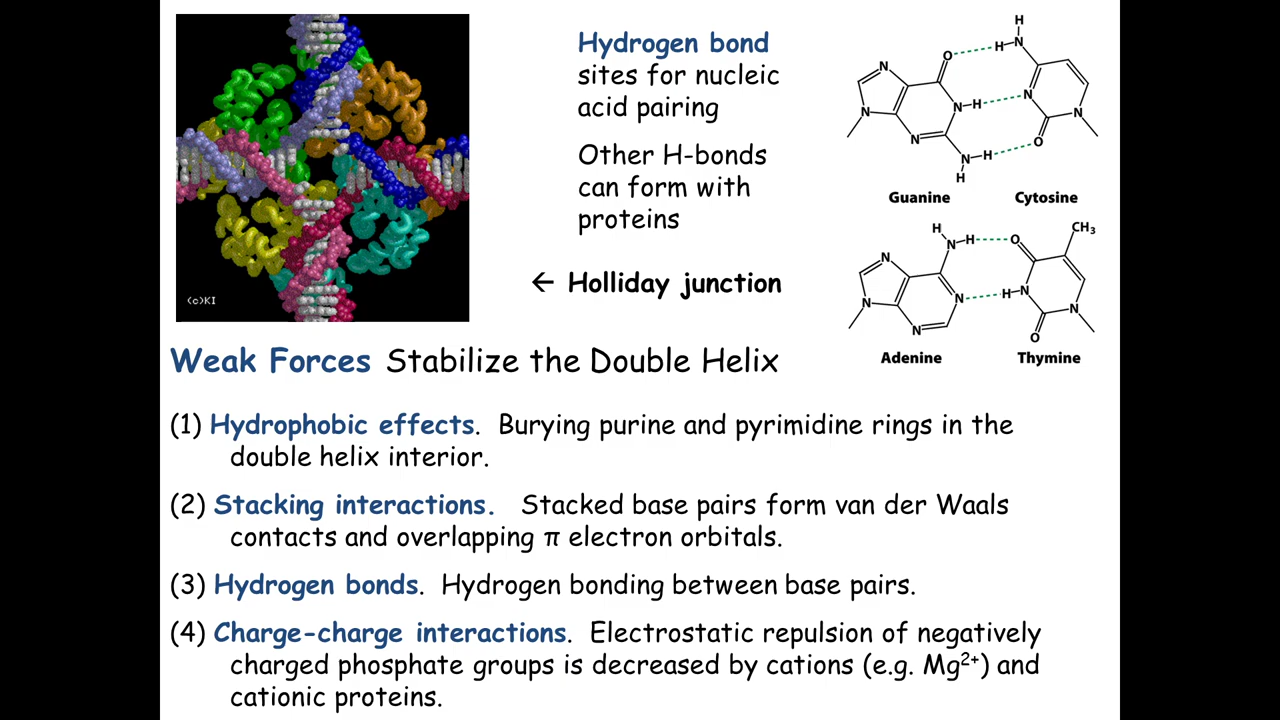 Hydrogen bond
sites for nucleic
acid pairing
Other H-bonds
can form with
proteins
← Holliday junction
(c)KI
H
N
H
O
N
N
H
N
N
N
N
H
O
N
H
Guanine
Cytosine
H
N
H
O
CH₃
N
N
N
H
N
N
N
O
Adenine
Thymine
Weak Forces Stabilize the Double Helix
(1) Hydrophobic effects. Burying purine and pyrimidine rings in the
double helix interior.
(2) Stacking interactions. Stacked base pairs form van der Waals
contacts and overlapping π electron orbitals.
(3) Hydrogen bonds. Hydrogen bonding between base pairs.
(4) Charge-charge interactions. Electrostatic repulsion of negatively
charged phosphate groups is decreased by cations (e.g. Mg²⁺) and
cationic proteins.